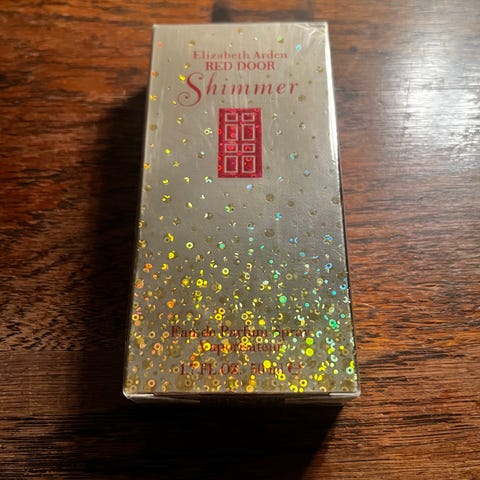 Elizabeth Arden
RED DOOR
Shimmer
Eau de Parfum Spray
Vaporisateur
1.7 FL.OZ. 50 ml ℮